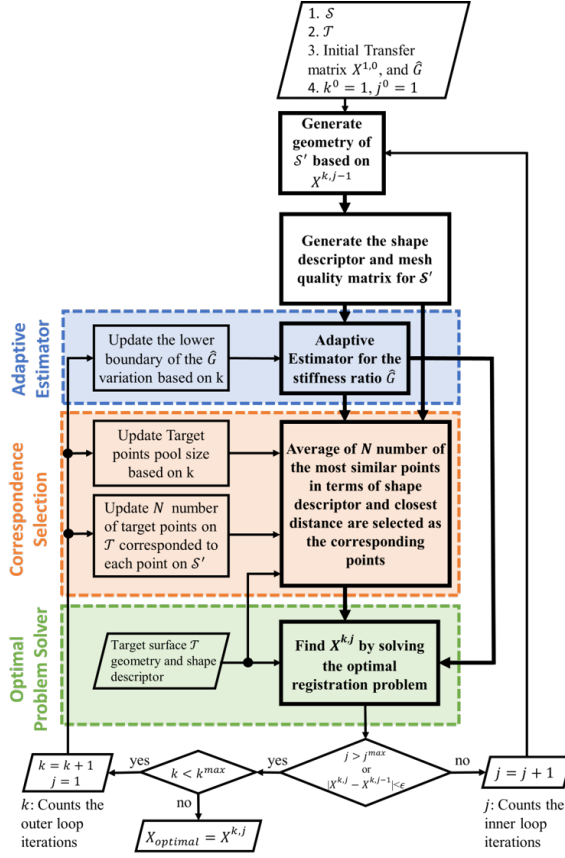 1. 𝒮
2. 𝒯
3. Initial Transfer
matrix X^{1,0}, and Ĝ
4. k^0 = 1, j^0 = 1
Generate
geometry of
𝒮′ based on
X^{k,j−1}
Generate the shape
descriptor and mesh
quality matrix for 𝒮′
Adaptive
Estimator
Update the lower
boundary of the Ĝ
variation based on k
Adaptive
Estimator for the
stiffness ratio Ĝ
Correspondence
Selection
Update Target
points pool size
based on k
Update N number
of target points on
𝒯 corresponded to
each point on 𝒮′
Average of N number of
the most similar points
in terms of shape
descriptor and closest
distance are selected as
the corresponding
points
Optimal
Problem Solver
Target surface 𝒯
geometry and shape
descriptor
Find X^{k,j} by solving
the optimal
registration problem
k = k + 1
j = 1
yes
k < k^{max}
yes
j > j^{max}
or
|X^{k,j} − X^{k,j−1}|<ϵ
no
j = j + 1
k: Counts the
outer loop
iterations
no
X_{optimal} = X^{k,j}
j: Counts the
inner loop
iterations